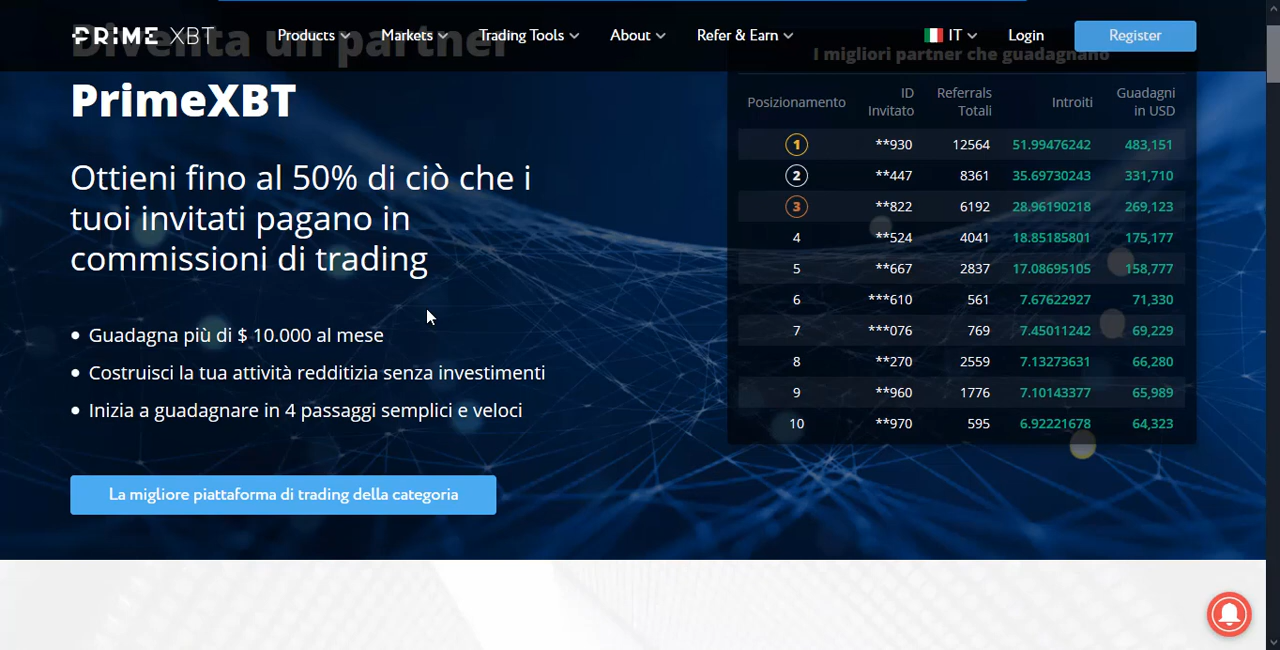 PRIME XBT Products Markets Trading Tools About Refer & Earn IT Login Register
Diventa un partner
PrimeXBT
Ottieni fino al 50% di ciò che i
tuoi invitati pagano in
commissioni di trading
Guadagna più di $ 10.000 al mese
Costruisci la tua attività redditizia senza investimenti
Inizia a guadagnare in 4 passaggi semplici e veloci
La migliore piattaforma di trading della categoria
I migliori partner che guadagnano
Posizionamento ID Invitato Referrals Totali Introiti Guadagni in USD
1 **930 12564 51.99476242 483,151
2 **447 8361 35.69730243 331,710
3 **822 6192 28.96190218 269,123
4 **524 4041 18.85185801 175,177
5 **667 2837 17.08695105 158,777
6 ***610 561 7.67622927 71,330
7 ***076 769 7.45011242 69,229
8 **270 2559 7.13273631 66,280
9 **960 1776 7.10143377 65,989
10 **970 595 6.92221678 64,323